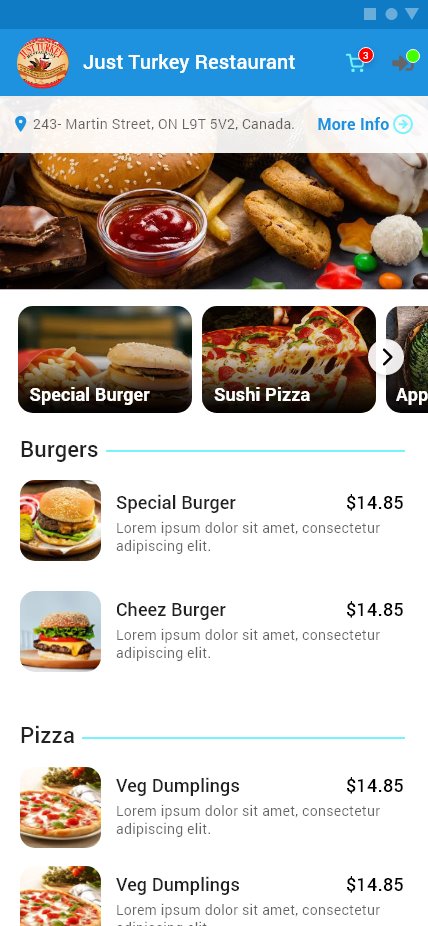 JUST TURKEY
Just Turkey Restaurant
3
243- Martin Street, ON L9T 5V2, Canada.
More Info
Special Burger
Sushi Pizza
App
Burgers
Special Burger
$14.85
Lorem ipsum dolor sit amet, consectetur
adipiscing elit.
Cheez Burger
$14.85
Lorem ipsum dolor sit amet, consectetur
adipiscing elit.
Pizza
Veg Dumplings
$14.85
Lorem ipsum dolor sit amet, consectetur
adipiscing elit.
Veg Dumplings
$14.85
Lorem ipsum dolor sit amet, consectetur